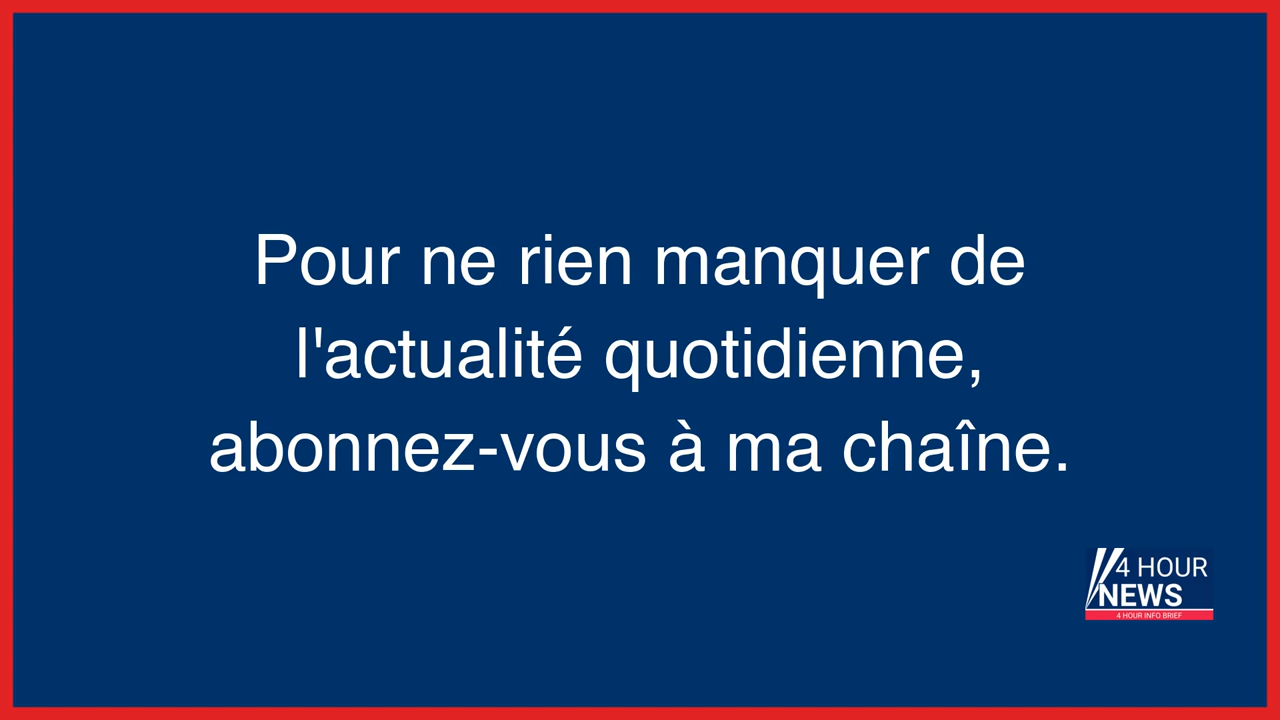 Pour ne rien manquer de
l'actualité quotidienne,
abonnez-vous à ma chaîne.
4 HOUR
NEWS
4 HOUR INFO BRIEF